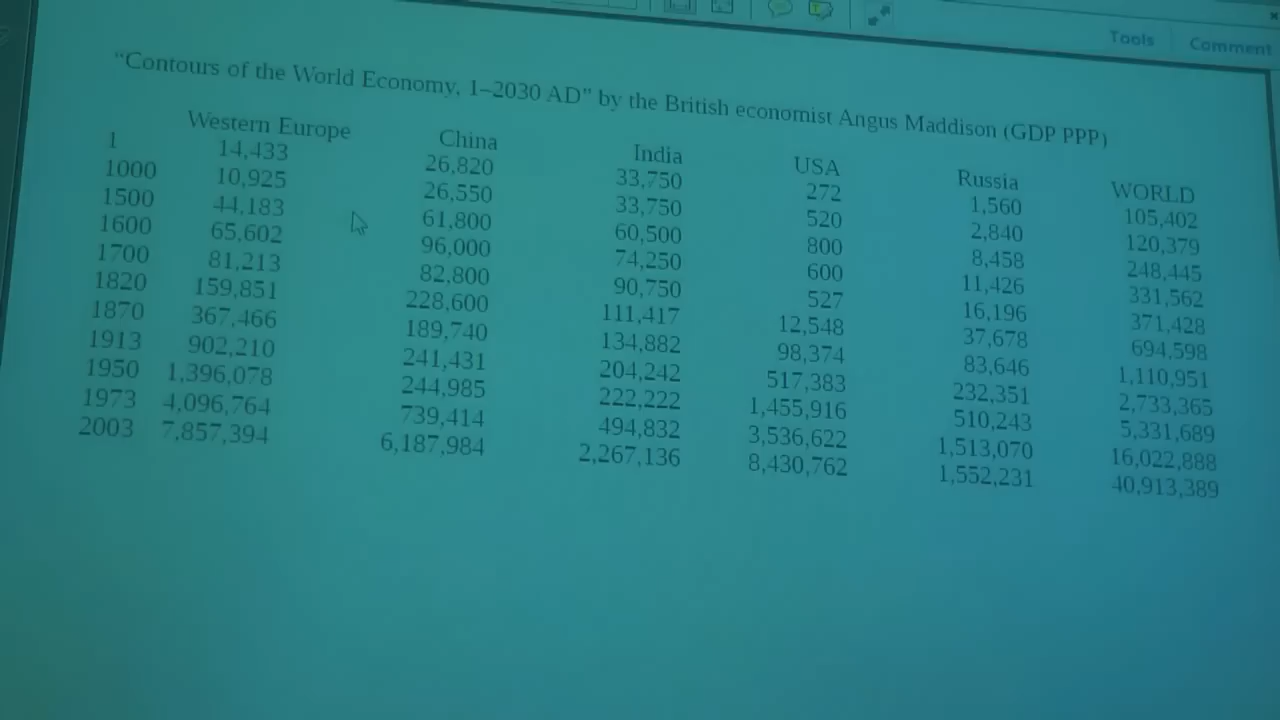 Tools Comment
"Contours of the World Economy, 1–2030 AD" by the British economist Angus Maddison (GDP PPP)
Western Europe China India USA Russia WORLD
1 14,433 26,820 33,750 272 1,560 105,402
1000 10,925 26,550 33,750 520 2,840 120,379
1500 44,183 61,800 60,500 800 8,458 248,445
1600 65,602 96,000 74,250 600 11,426 331,562
1700 81,213 82,800 90,750 527 16,196 371,428
1820 159,851 228,600 111,417 12,548 37,678 694,598
1870 367,466 189,740 134,882 98,374 83,646 1,110,951
1913 902,210 241,431 204,242 517,383 232,351 2,733,365
1950 1,396,078 244,985 222,222 1,455,916 510,243 5,331,689
1973 4,096,764 739,414 494,832 3,536,622 1,513,070 16,022,888
2003 7,857,394 6,187,984 2,267,136 8,430,762 1,552,231 40,913,389